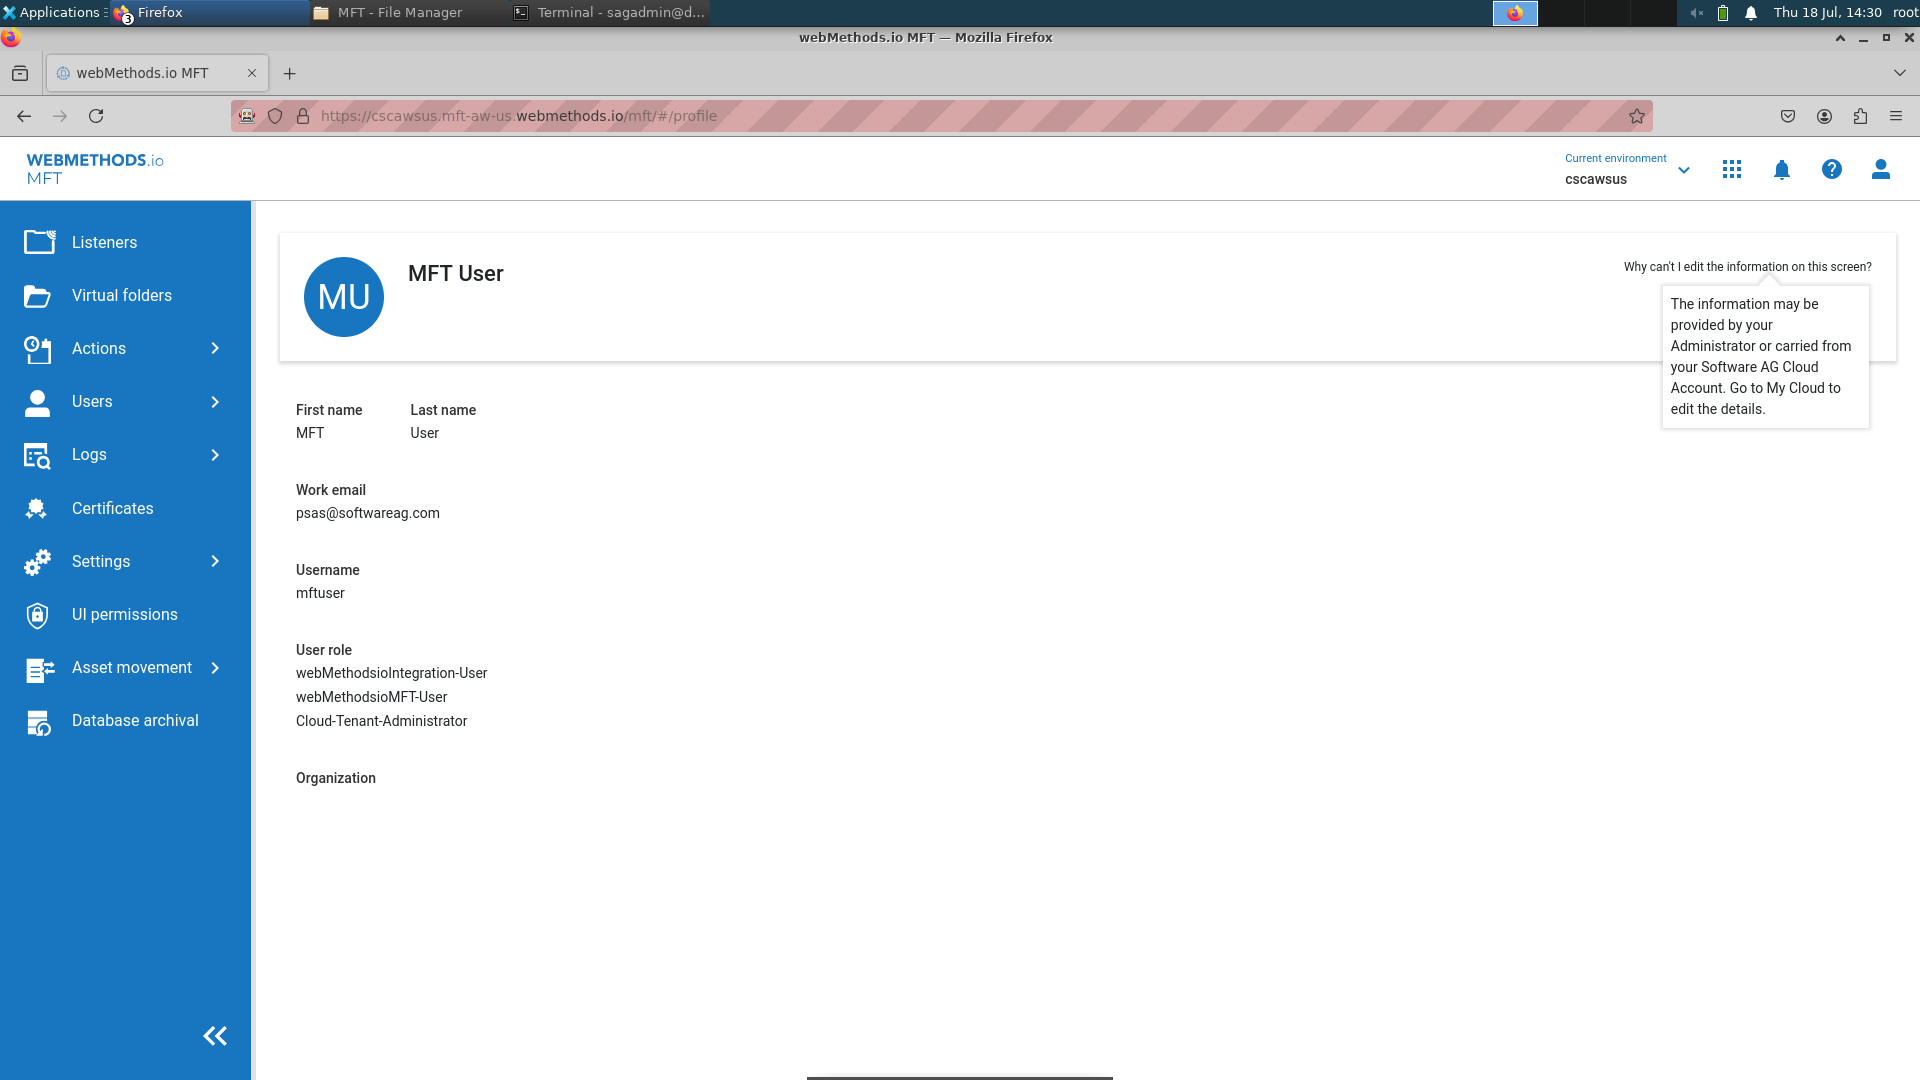 Applications
3
Firefox
MFT - File Manager
Terminal - sagadmin@d...
Thu 18 Jul, 14:30
root
webMethods.io MFT — Mozilla Firefox
webMethods.io MFT
https://cscawsus.mft-aw-us.webmethods.io/mft/#/profile
WEBMETHODS.io
MFT
Current environment
cscawsus
Listeners
Virtual folders
Actions
Users
Logs
Certificates
Settings
UI permissions
Asset movement
Database archival
MU
MFT User
Why can't I edit the information on this screen?
The information may be
provided by your
Administrator or carried from
your Software AG Cloud
Account. Go to My Cloud to
edit the details.
First name
Last name
MFT
User
Work email
psas@softwareag.com
Username
mftuser
User role
webMethodsioIntegration-User
webMethodsioMFT-User
Cloud-Tenant-Administrator
Organization